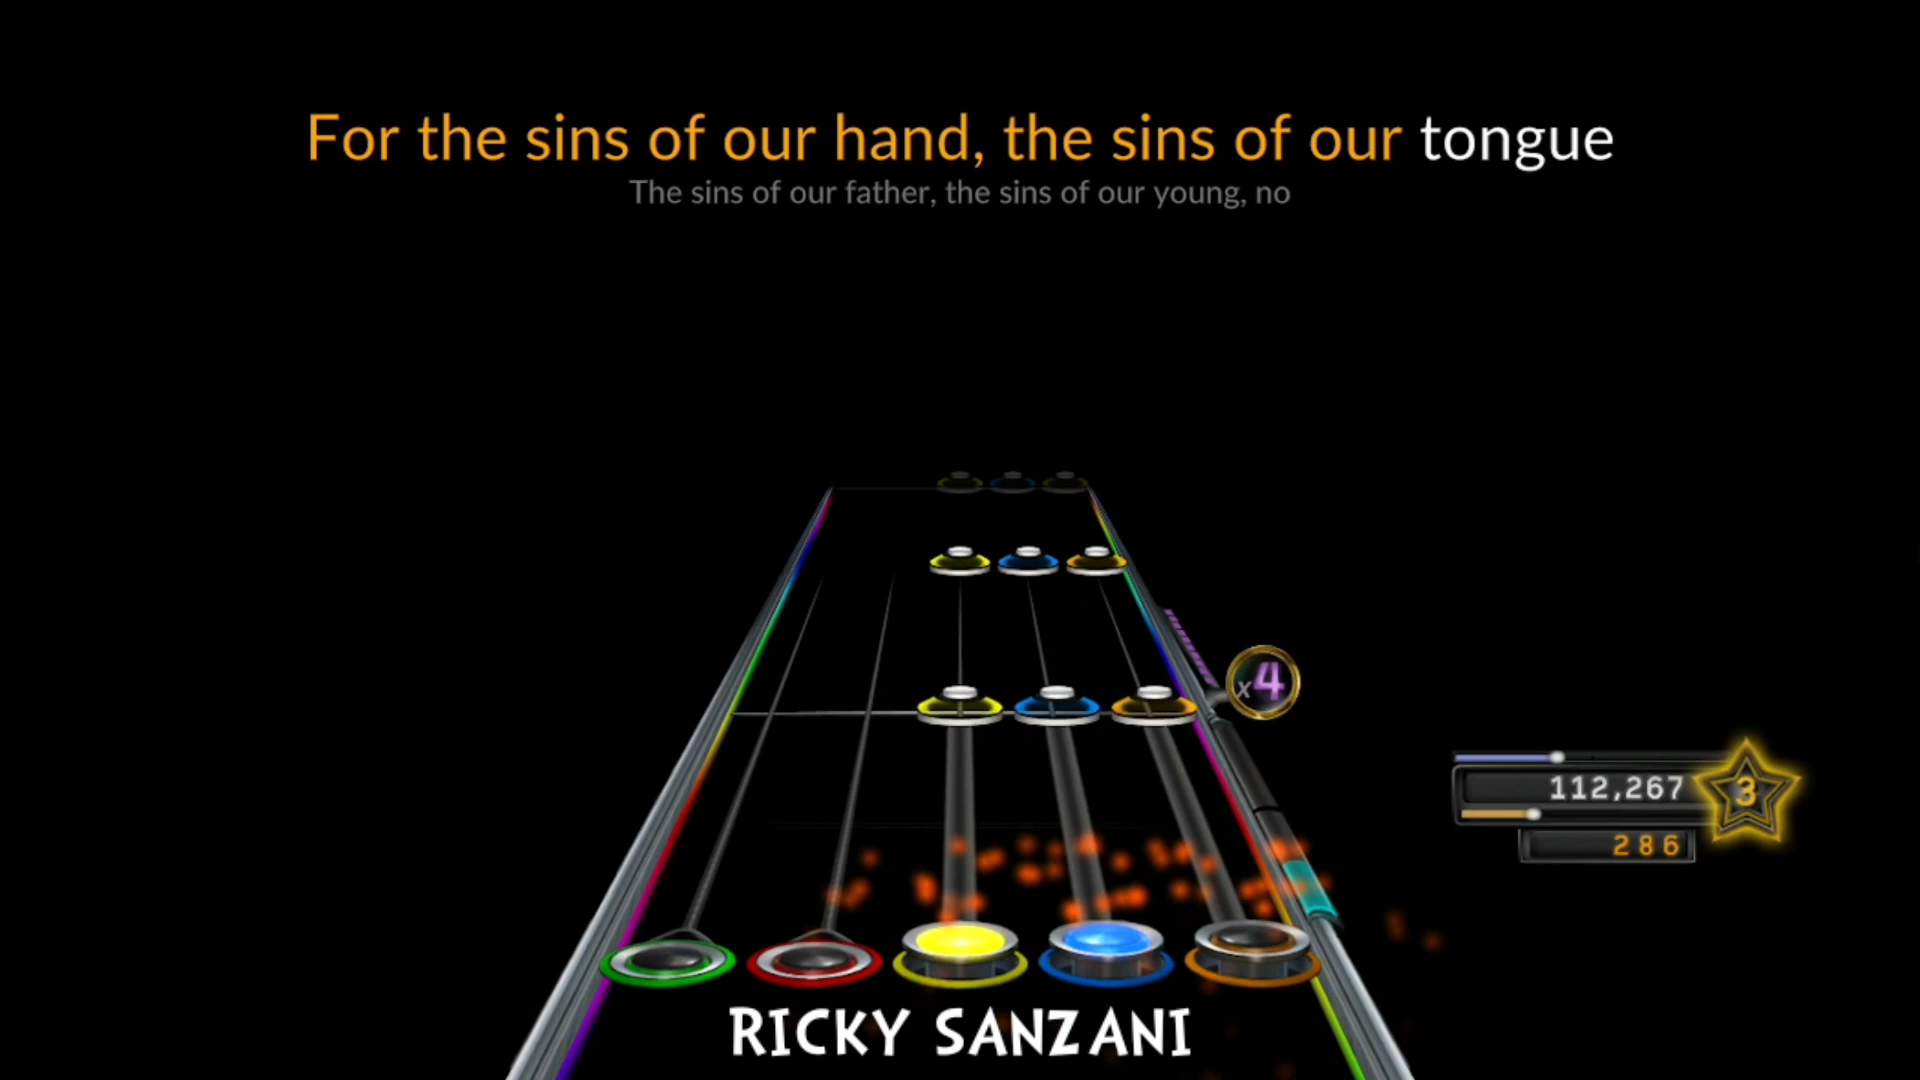 For the sins of our hand, the sins of our tongue
The sins of our father, the sins of our young, no
x4
112,267
3
286
RICKY SANZANI